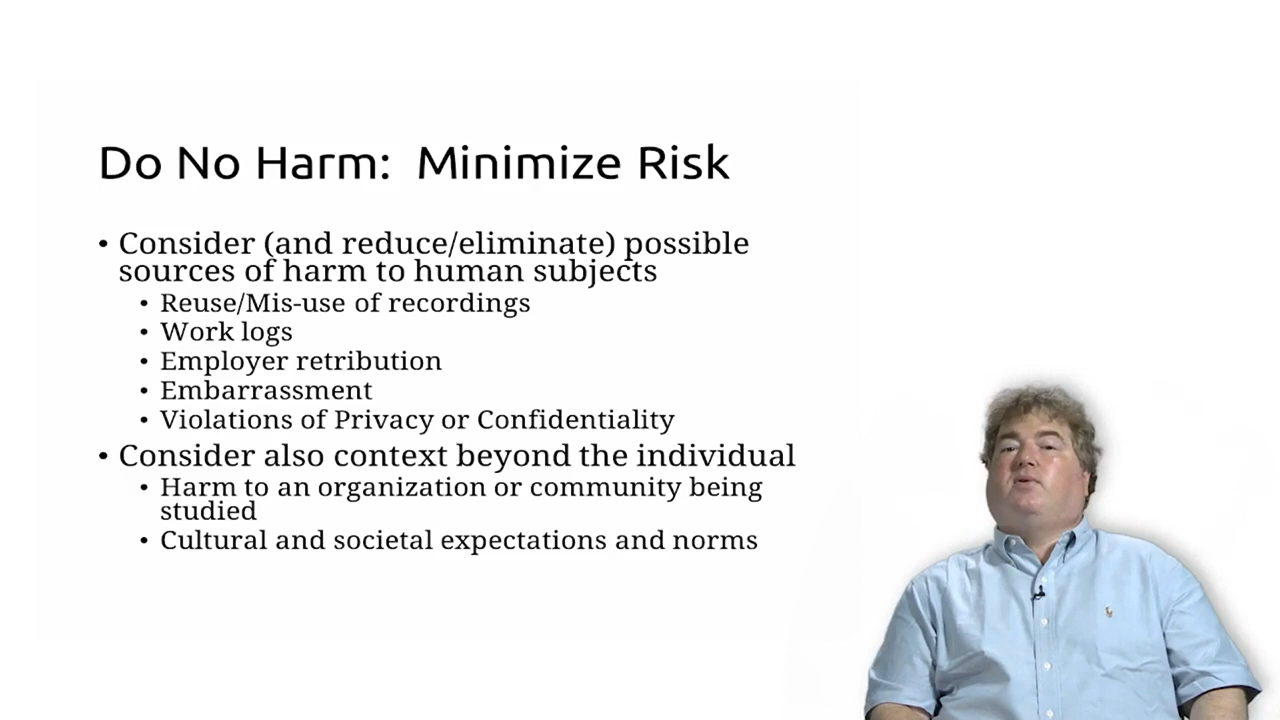 Do No Harm:  Minimize Risk
• Consider (and reduce/eliminate) possible
sources of harm to human subjects
• Reuse/Mis-use of recordings
• Work logs
• Employer retribution
• Embarrassment
• Violations of Privacy or Confidentiality
• Consider also context beyond the individual
• Harm to an organization or community being
studied
• Cultural and societal expectations and norms